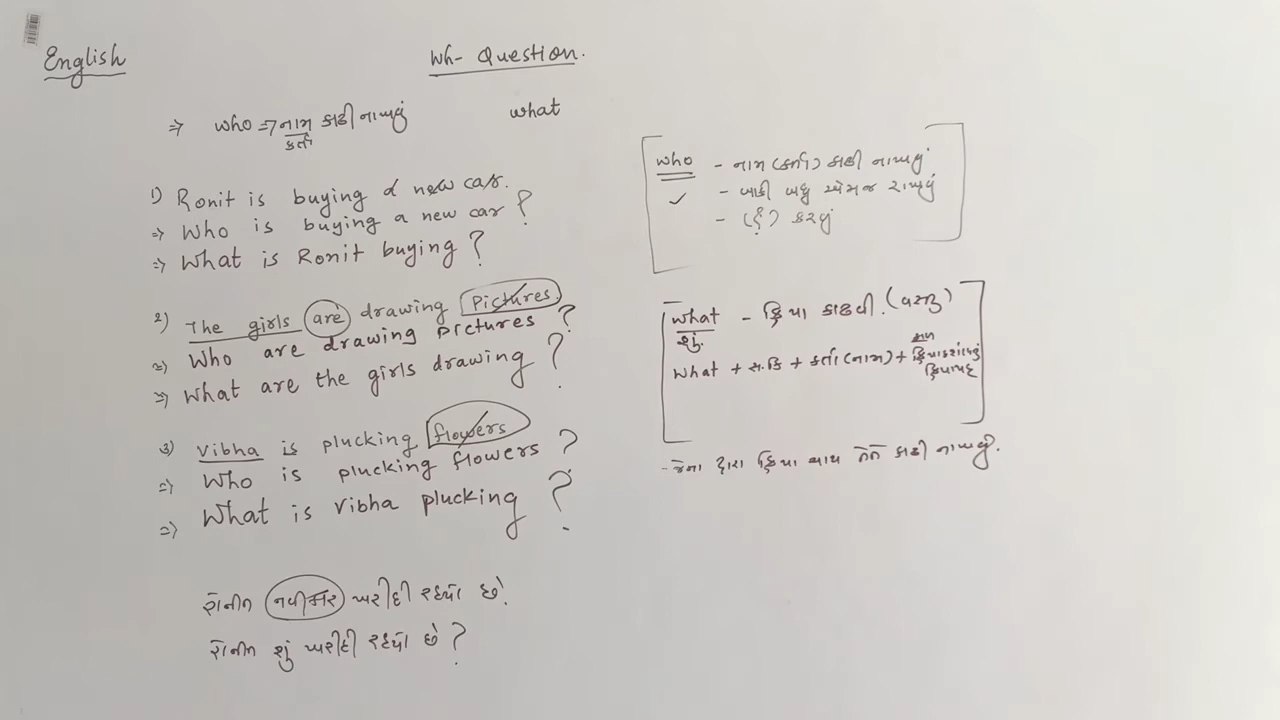 English
Wh- Question.
⇒ who ⇒ નામ કાઢી નાખવું
કર્તા
what
1) Ronit is buying a new car.
⇒ Who is buying a new car?
⇒ What is Ronit buying?
2) The girls are drawing Pictures.
⇒ Who are drawing pictures?
⇒ What are the girls drawing?
3) Vibha is plucking flowers
⇒ Who is plucking flowers?
⇒ What is Vibha plucking?
રોનીત નવીકાર ખરીદી રહ્યો છે.
રોનીત શું ખરીદી રહ્યો છે?
who - નામ (કર્તા) કાઢી નાખવું
- બાકી બધુ એમજ રાખવું
- (?) કરવું
what - ક્રિયા કાઢવી. (વસ્તુ)
શું.
what + સ.ક્રિ + કર્તા (નામ) +
ક્રિયાપદ
- જેના દ્વારા ક્રિયા થાય તેને કાઢી નાખવું.